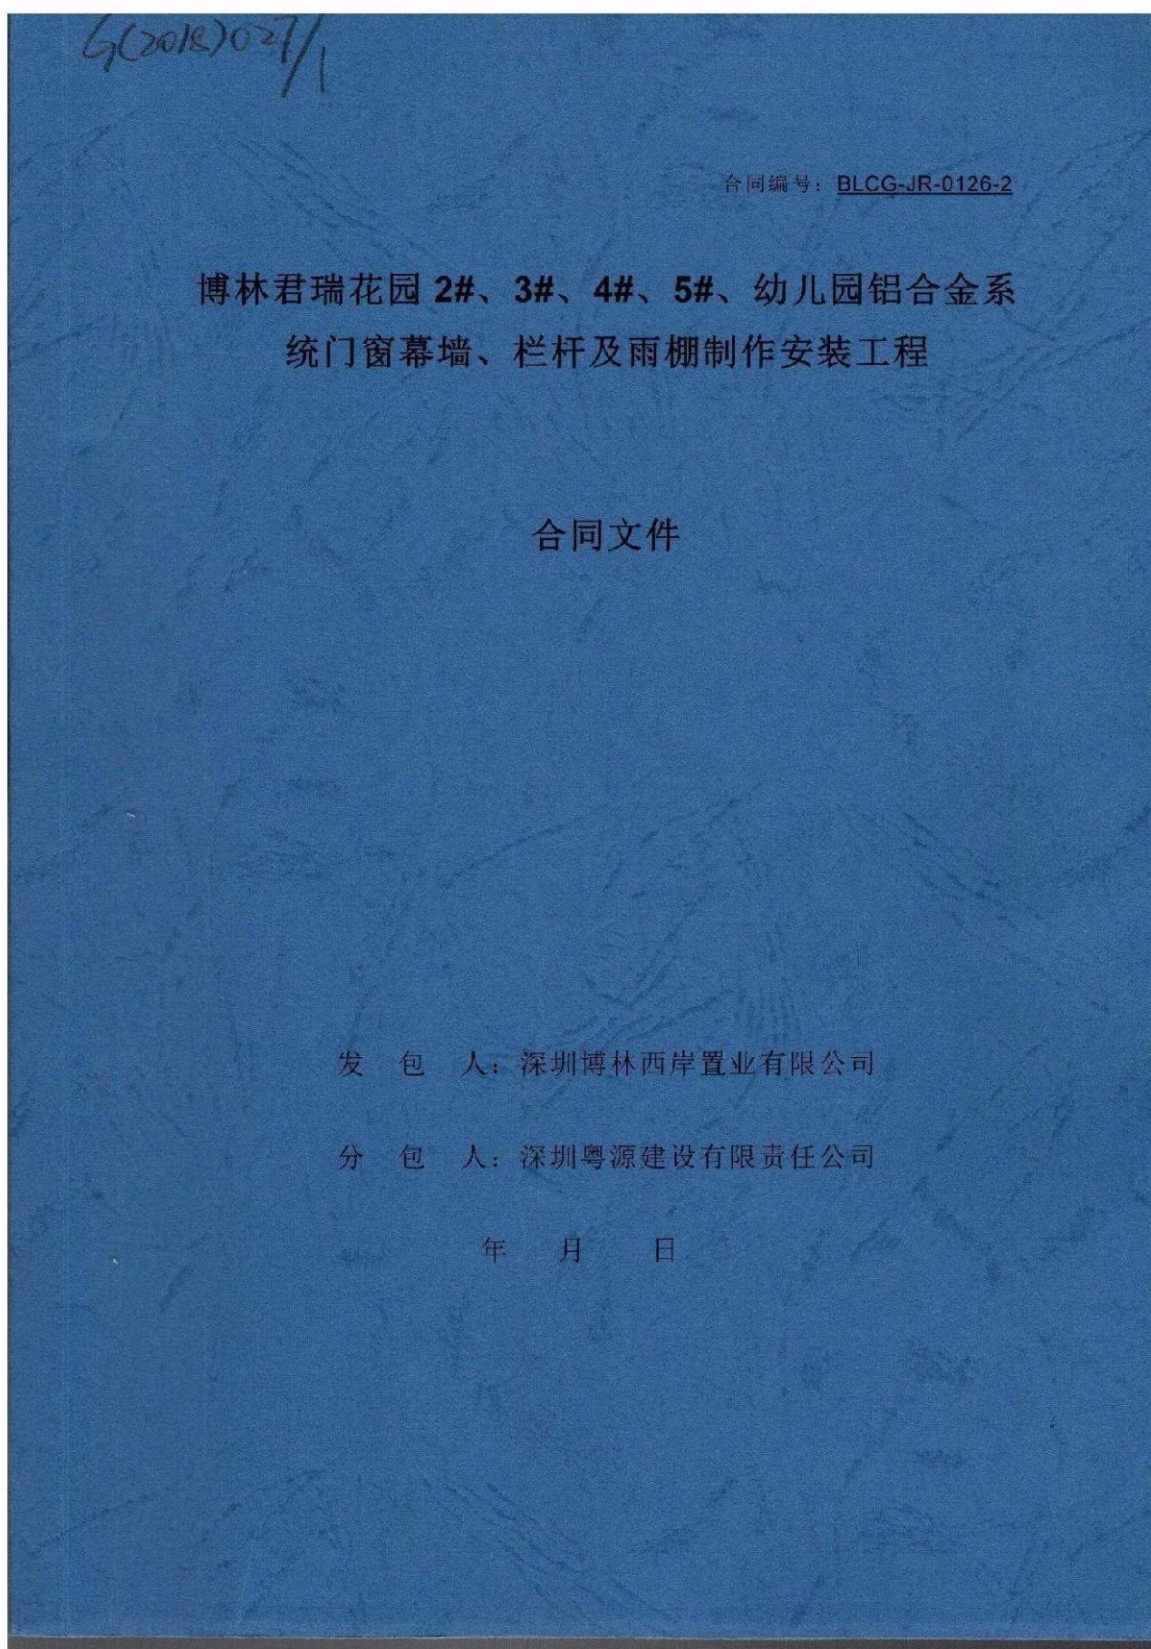 G(2018)027/1
合同编号：BLCG-JR-0126-2
博林君瑞花园 2#、3#、4#、5#、幼儿园铝合金系
统门窗幕墙、栏杆及雨棚制作安装工程
合同文件
发 包 人：深圳博林西岸置业有限公司
分 包 人：深圳粤源建设有限责任公司
年 月 日